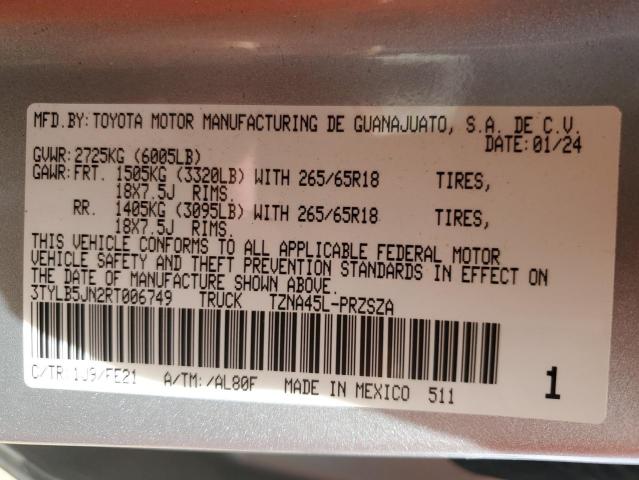 MFD.BY:TOYOTA MOTOR MANUFACTURING DE GUANAJUATO, S.A. DE C.V.
DATE:01/24
GVWR:2725KG (6005LB)
GAWR:FRT. 1505KG (3320LB) WITH 265/65R18 TIRES,
18X7.5J RIMS.
RR. 1405KG (3095LB) WITH 265/65R18 TIRES,
18X7.5J RIMS.
THIS VEHICLE CONFORMS TO ALL APPLICABLE FEDERAL MOTOR
VEHICLE SAFETY AND THEFT PREVENTION STANDARDS IN EFFECT ON
THE DATE OF MANUFACTURE SHOWN ABOVE.
3TYLB5JN2RT006749 TRUCK TZNA45L-PRZSZA
C/TR:1J9/FE21 A/TM:/AL80F MADE IN MEXICO 511
1